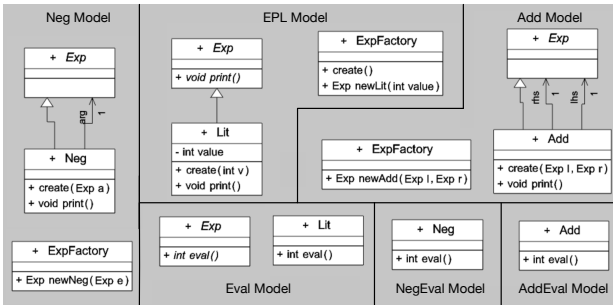 Neg Model
+ Exp
arg
1
+ Neg
+ create(Exp a)
+ void print()
+ ExpFactory
+ Exp newNeg(Exp e)
EPL Model
+ Exp
+ void print()
+ Lit
- int value
+ create(int v)
+ void print()
+ ExpFactory
+ create()
+ Exp newLit(int value)
Add Model
+ Exp
rhs
1
lhs
1
+ Add
+ create(Exp l, Exp r)
+ void print()
+ ExpFactory
+ Exp newAdd(Exp l, Exp r)
+ Exp
+ int eval()
+ Lit
+ int eval()
Eval Model
+ Neg
+ int eval()
NegEval Model
+ Add
+ int eval()
AddEval Model